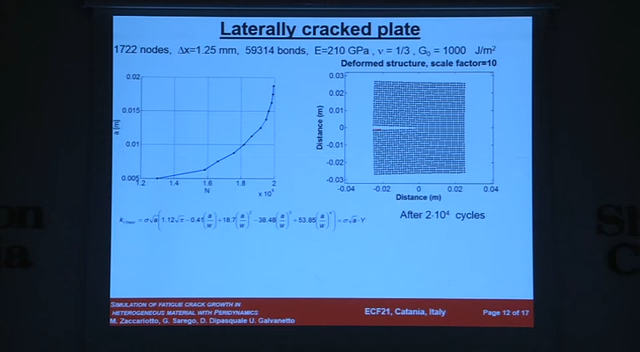 Laterally cracked plate
1722 nodes, Δx=1.25 mm, 59314 bonds, E=210 GPa , ν = 1/3 , G₀ = 1000 J/m²
Deformed structure, scale factor=10
0.02
0.015
0.01
0.005
a [m]
1.2 1.4 1.6 1.8 2
N
x 10⁴
0.03
0.02
0.01
0
-0.01
-0.02
-0.03
Distance (m)
-0.04 -0.02 0 0.02 0.04
Distance (m)
After 2·10⁴ cycles
SIMULATION OF FATIGUE CRACK GROWTH IN
HETEROGENEOUS MATERIAL WITH PERIDYNAMICS
M. Zaccariotto, G. Sarego, D. Dipasquale U. Galvanetto
ECF21, Catania, Italy
Page 12 of 17